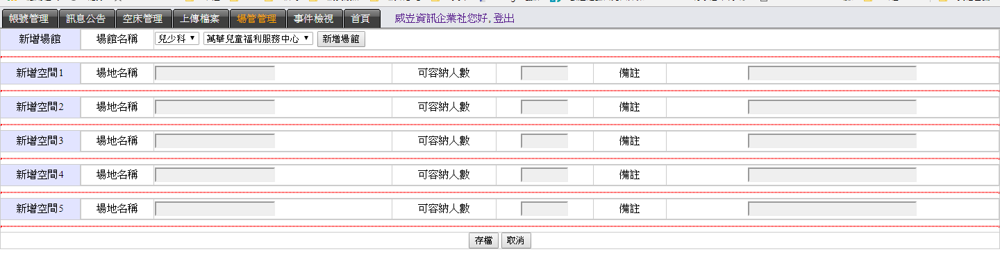 帳號管理 訊息公告 空床管理 上傳檔案 場管管理 事件檢視 首頁 威岦資訊企業社您好, 登出
新增場館 場館名稱 兒少科 萬華兒童福利服務中心 新增場館
新增空間1 場地名稱 可容納人數 備註
新增空間2 場地名稱 可容納人數 備註
新增空間3 場地名稱 可容納人數 備註
新增空間4 場地名稱 可容納人數 備註
新增空間5 場地名稱 可容納人數 備註
存檔 取消